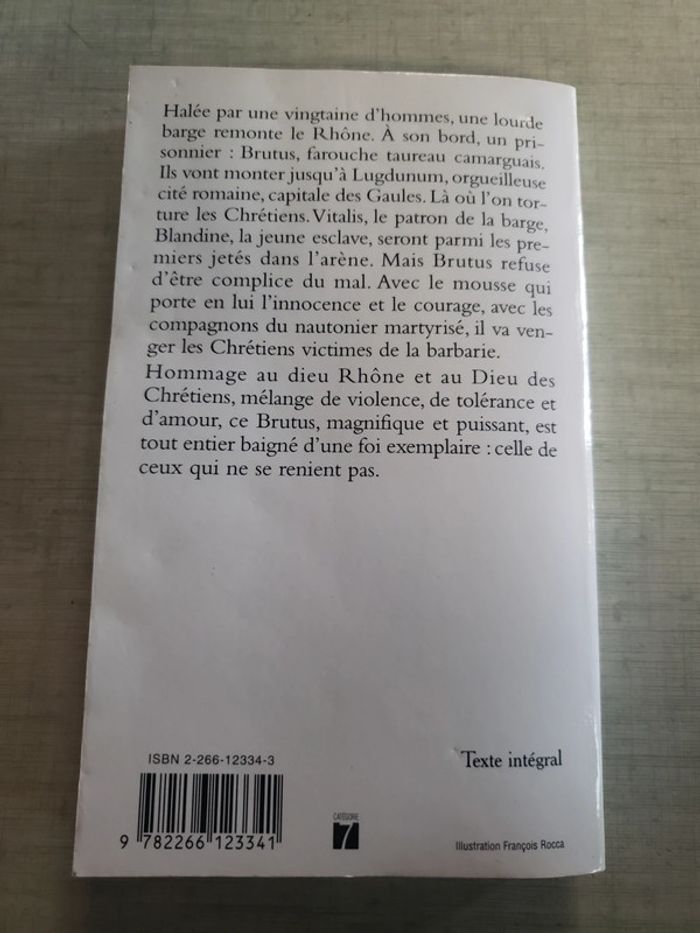 Halée par une vingtaine d'hommes, une lourde
barge remonte le Rhône. À son bord, un pri-
sonnier : Brutus, farouche taureau camarguais.
Ils vont monter jusqu'à Lugdunum, orgueilleuse
cité romaine, capitale des Gaules. Là où l'on tor-
ture les Chrétiens. Vitalis, le patron de la barge,
Blandine, la jeune esclave, seront parmi les pre-
miers jetés dans l'arène. Mais Brutus refuse
d'être complice du mal. Avec le mousse qui
porte en lui l'innocence et le courage, avec les
compagnons du nautonier martyrisé, il va ven-
ger les Chrétiens victimes de la barbarie.
Hommage au dieu Rhône et au Dieu des
Chrétiens, mélange de violence, de tolérance et
d'amour, ce Brutus, magnifique et puissant, est
tout entier baigné d'une foi exemplaire : celle de
ceux qui ne se renient pas.
ISBN 2-266-12334-3
9 782266 123341
CATÉGORIE
7
Texte intégral
Illustration François Rocca